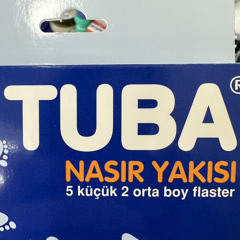 TUBA®
NASIR YAKISI
5 küçük 2 orta boy flaster